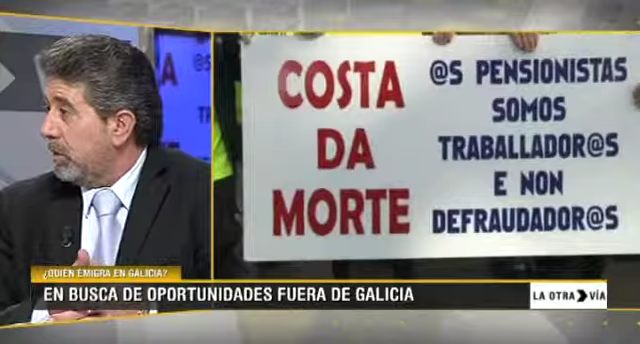 COSTA
DA
MORTE
@S PENSIONISTAS
SOMOS
TRABALLADOR@S
E NON
DEFRAUDADOR@S
¿QUIÉN EMIGRA EN GALICIA?
EN BUSCA DE OPORTUNIDADES FUERA DE GALICIA
LA OTRA VÍA